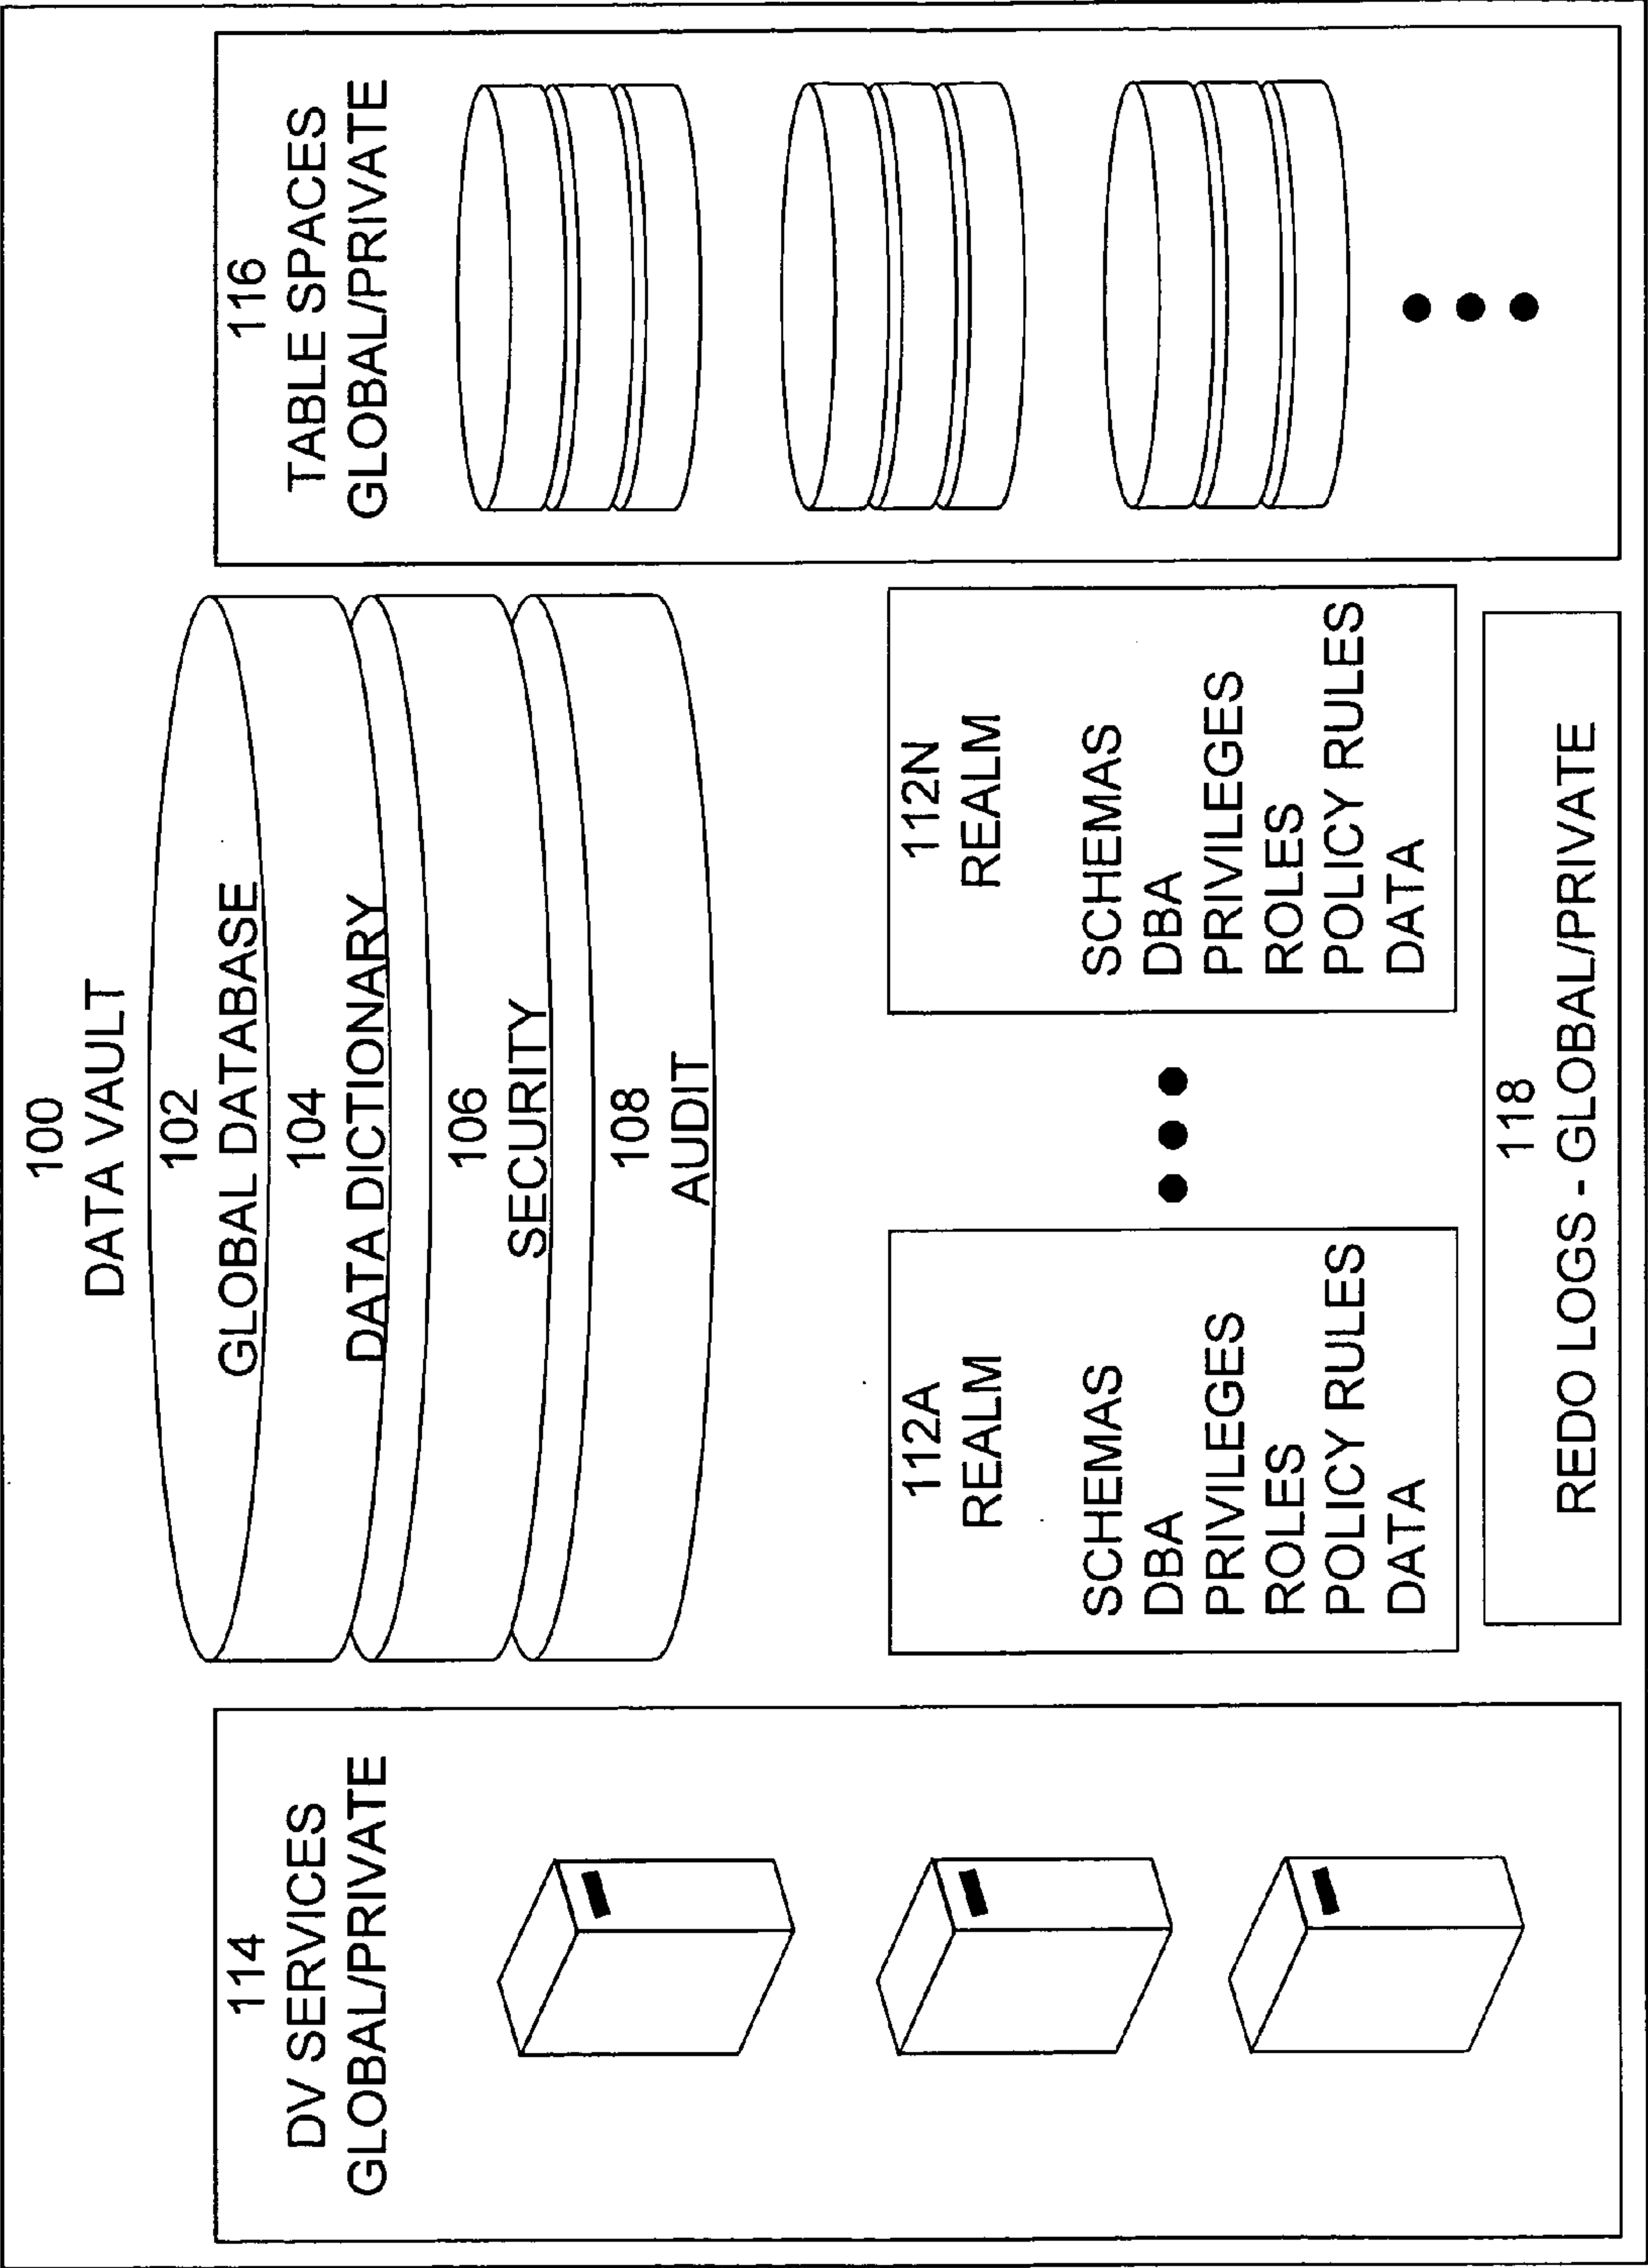 100
DATA VAULT
102
GLOBAL DATABASE
104
DATA DICTIONARY
106
SECURITY
108
AUDIT
114
DV SERVICES
GLOBAL/PRIVATE
112A
REALM
SCHEMAS
DBA
PRIVILEGES
ROLES
POLICY RULES
DATA
112N
REALM
SCHEMAS
DBA
PRIVILEGES
ROLES
POLICY RULES
DATA
118
REDO LOGS - GLOBAL/PRIVATE
116
TABLE SPACES
GLOBAL/PRIVATE